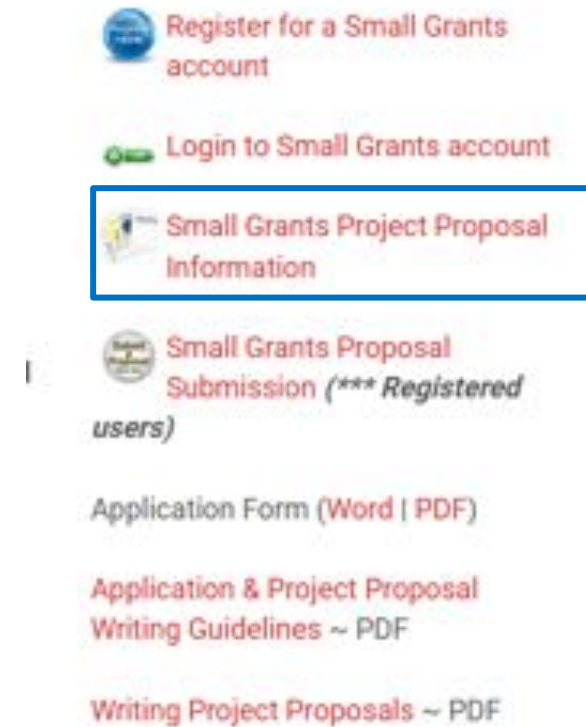 Register for a Small Grants
account
Login to Small Grants account
Small Grants Project Proposal
Information
Small Grants Proposal
Submission (*** Registered
users)
Application Form (Word | PDF)
Application & Project Proposal
Writing Guidelines ~ PDF
Writing Project Proposals ~ PDF